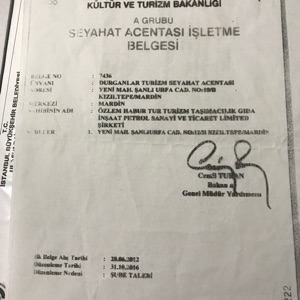 KÜLTÜR VE TURİZM BAKANLIĞI
A GRUBU
SEYAHAT ACENTASI İŞLETME
BELGESİ
BELGE NO : 7436
ÜNVANI : DURGANLAR TURİZM SEYAHAT ACENTASI
ADRESİ : YENİ MAH. ŞANLI URFA CAD. NO:10/B
KIZILTEPE/MARDİN
MERKEZİ : MARDİN
SAHİBİNİN ADI : ÖZLEM HABUR TUR TURİZM TAŞIMACILIK GIDA
İNŞAAT PETROL SANAYİ VE TİCARET LİMİTED
ŞİRKETİ
ŞUBELER 1. YENİ MAH. ŞANLIURFA CAD. NO:12/B KIZILTEPE/MARDİN
Cemil TURAN
Bakan a.
Genel Müdür Yardımcısı
İlk Belge Alış Tarihi : 20.06.2012
Düzenleme Tarihi : 31.10.2016
Düzenleme Nedeni : ŞUBE TALEBİ
T.C.
İSTANBUL BÜYÜKŞEHİR BELEDİYESİ